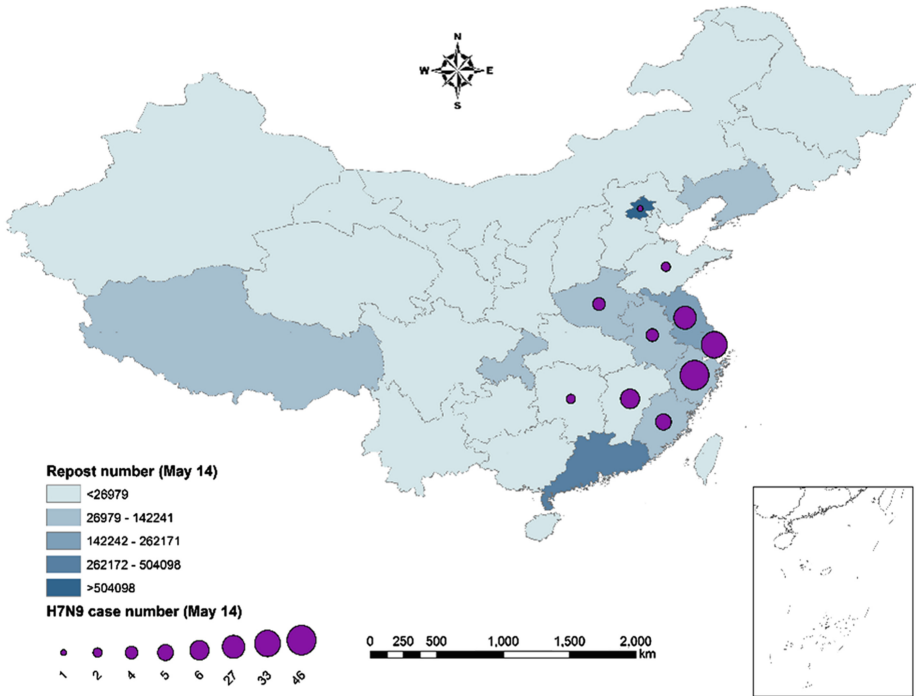 N
W E
S
Repost number (May 14)
<26979
26979 - 142241
142242 - 262171
262172 - 504098
>504098
H7N9 case number (May 14)
1 2 4 5 6 27 33 46
0 250 500 1,000 1,500 2,000
km